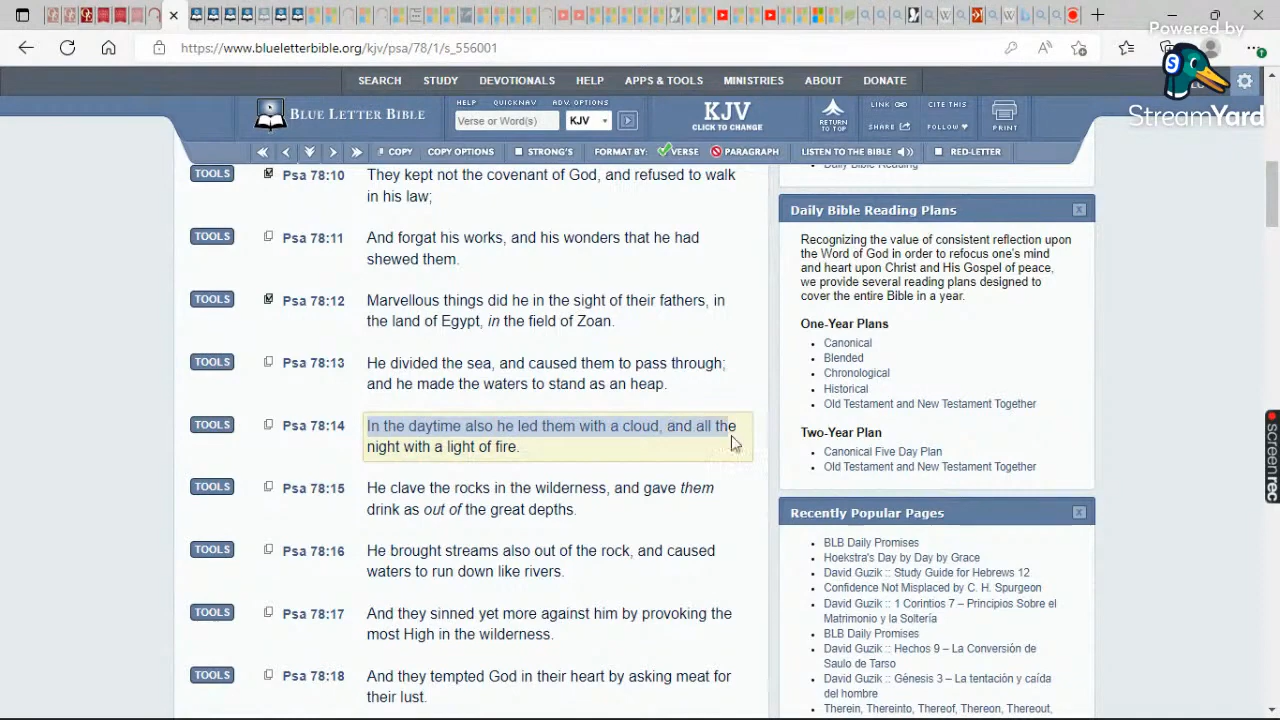 https://www.blueletterbible.org/kjv/psa/78/1/s_556001
Powered by
StreamYard
SEARCH STUDY DEVOTIONALS HELP APPS & TOOLS MINISTRIES ABOUT DONATE
BLUE LETTER BIBLE
HELP QUICKNAV ADV. OPTIONS
Verse or Word(s) KJV
KJV
CLICK TO CHANGE
RETURN
TO TOP
LINK CITE THIS
SHARE FOLLOW PRINT
COPY COPY OPTIONS STRONG'S FORMAT BY: VERSE PARAGRAPH LISTEN TO THE BIBLE RED-LETTER
TOOLS Psa 78:10 They kept not the covenant of God, and refused to walk
in his law;
TOOLS Psa 78:11 And forgat his works, and his wonders that he had
shewed them.
TOOLS Psa 78:12 Marvellous things did he in the sight of their fathers, in
the land of Egypt, in the field of Zoan.
TOOLS Psa 78:13 He divided the sea, and caused them to pass through;
and he made the waters to stand as an heap.
TOOLS Psa 78:14 In the daytime also he led them with a cloud, and all the
night with a light of fire.
TOOLS Psa 78:15 He clave the rocks in the wilderness, and gave them
drink as out of the great depths.
TOOLS Psa 78:16 He brought streams also out of the rock, and caused
waters to run down like rivers.
TOOLS Psa 78:17 And they sinned yet more against him by provoking the
most High in the wilderness.
TOOLS Psa 78:18 And they tempted God in their heart by asking meat for
their lust.
Daily Bible Reading
Daily Bible Reading Plans
Recognizing the value of consistent reflection upon
the Word of God in order to refocus one's mind
and heart upon Christ and His Gospel of peace,
we provide several reading plans designed to
cover the entire Bible in a year.
One-Year Plans
Canonical
Blended
Chronological
Historical
Old Testament and New Testament Together
Two-Year Plan
Canonical Five Day Plan
Old Testament and New Testament Together
Recently Popular Pages
BLB Daily Promises
Hoekstra's Day by Day by Grace
David Guzik :: Study Guide for Hebrews 12
Confidence Not Misplaced by C. H. Spurgeon
David Guzik :: 1 Corintios 7 – Principios Sobre el
Matrimonio y la Soltería
BLB Daily Promises
David Guzik :: Hechos 9 – La Conversión de
Saulo de Tarso
David Guzik :: Génesis 3 – La tentación y caída
del hombre
Therein, Thereinto, Thereof, Thereon, Thereout,
screenrec